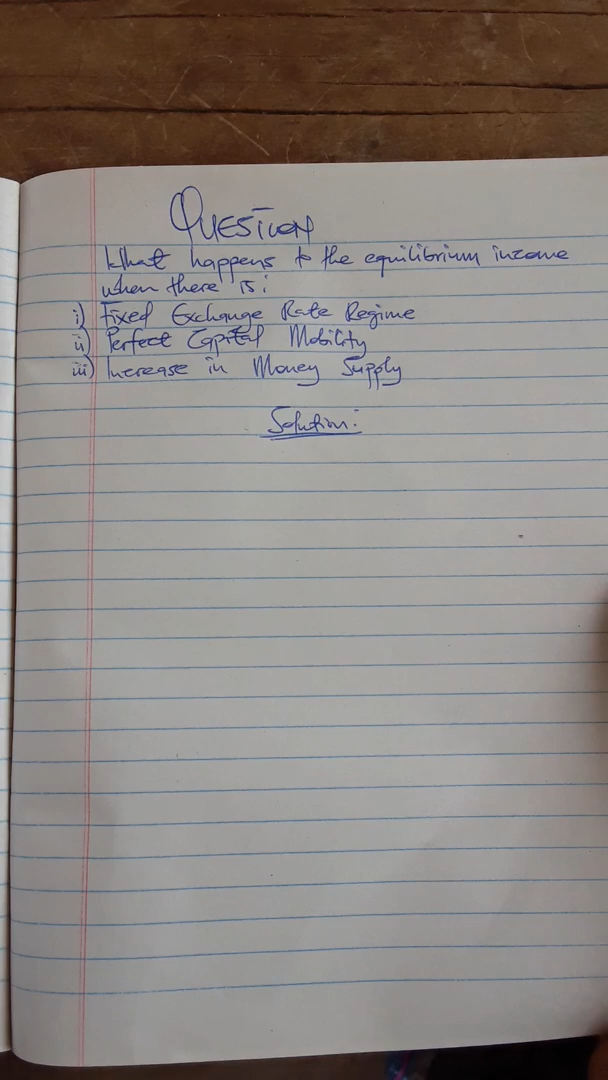 QUESTION
What happens to the equilibrium income
when there is:
i) Fixed Exchange Rate Regime
ii) Perfect Capital Mobility
iii) Increase in Money Supply
Solution: